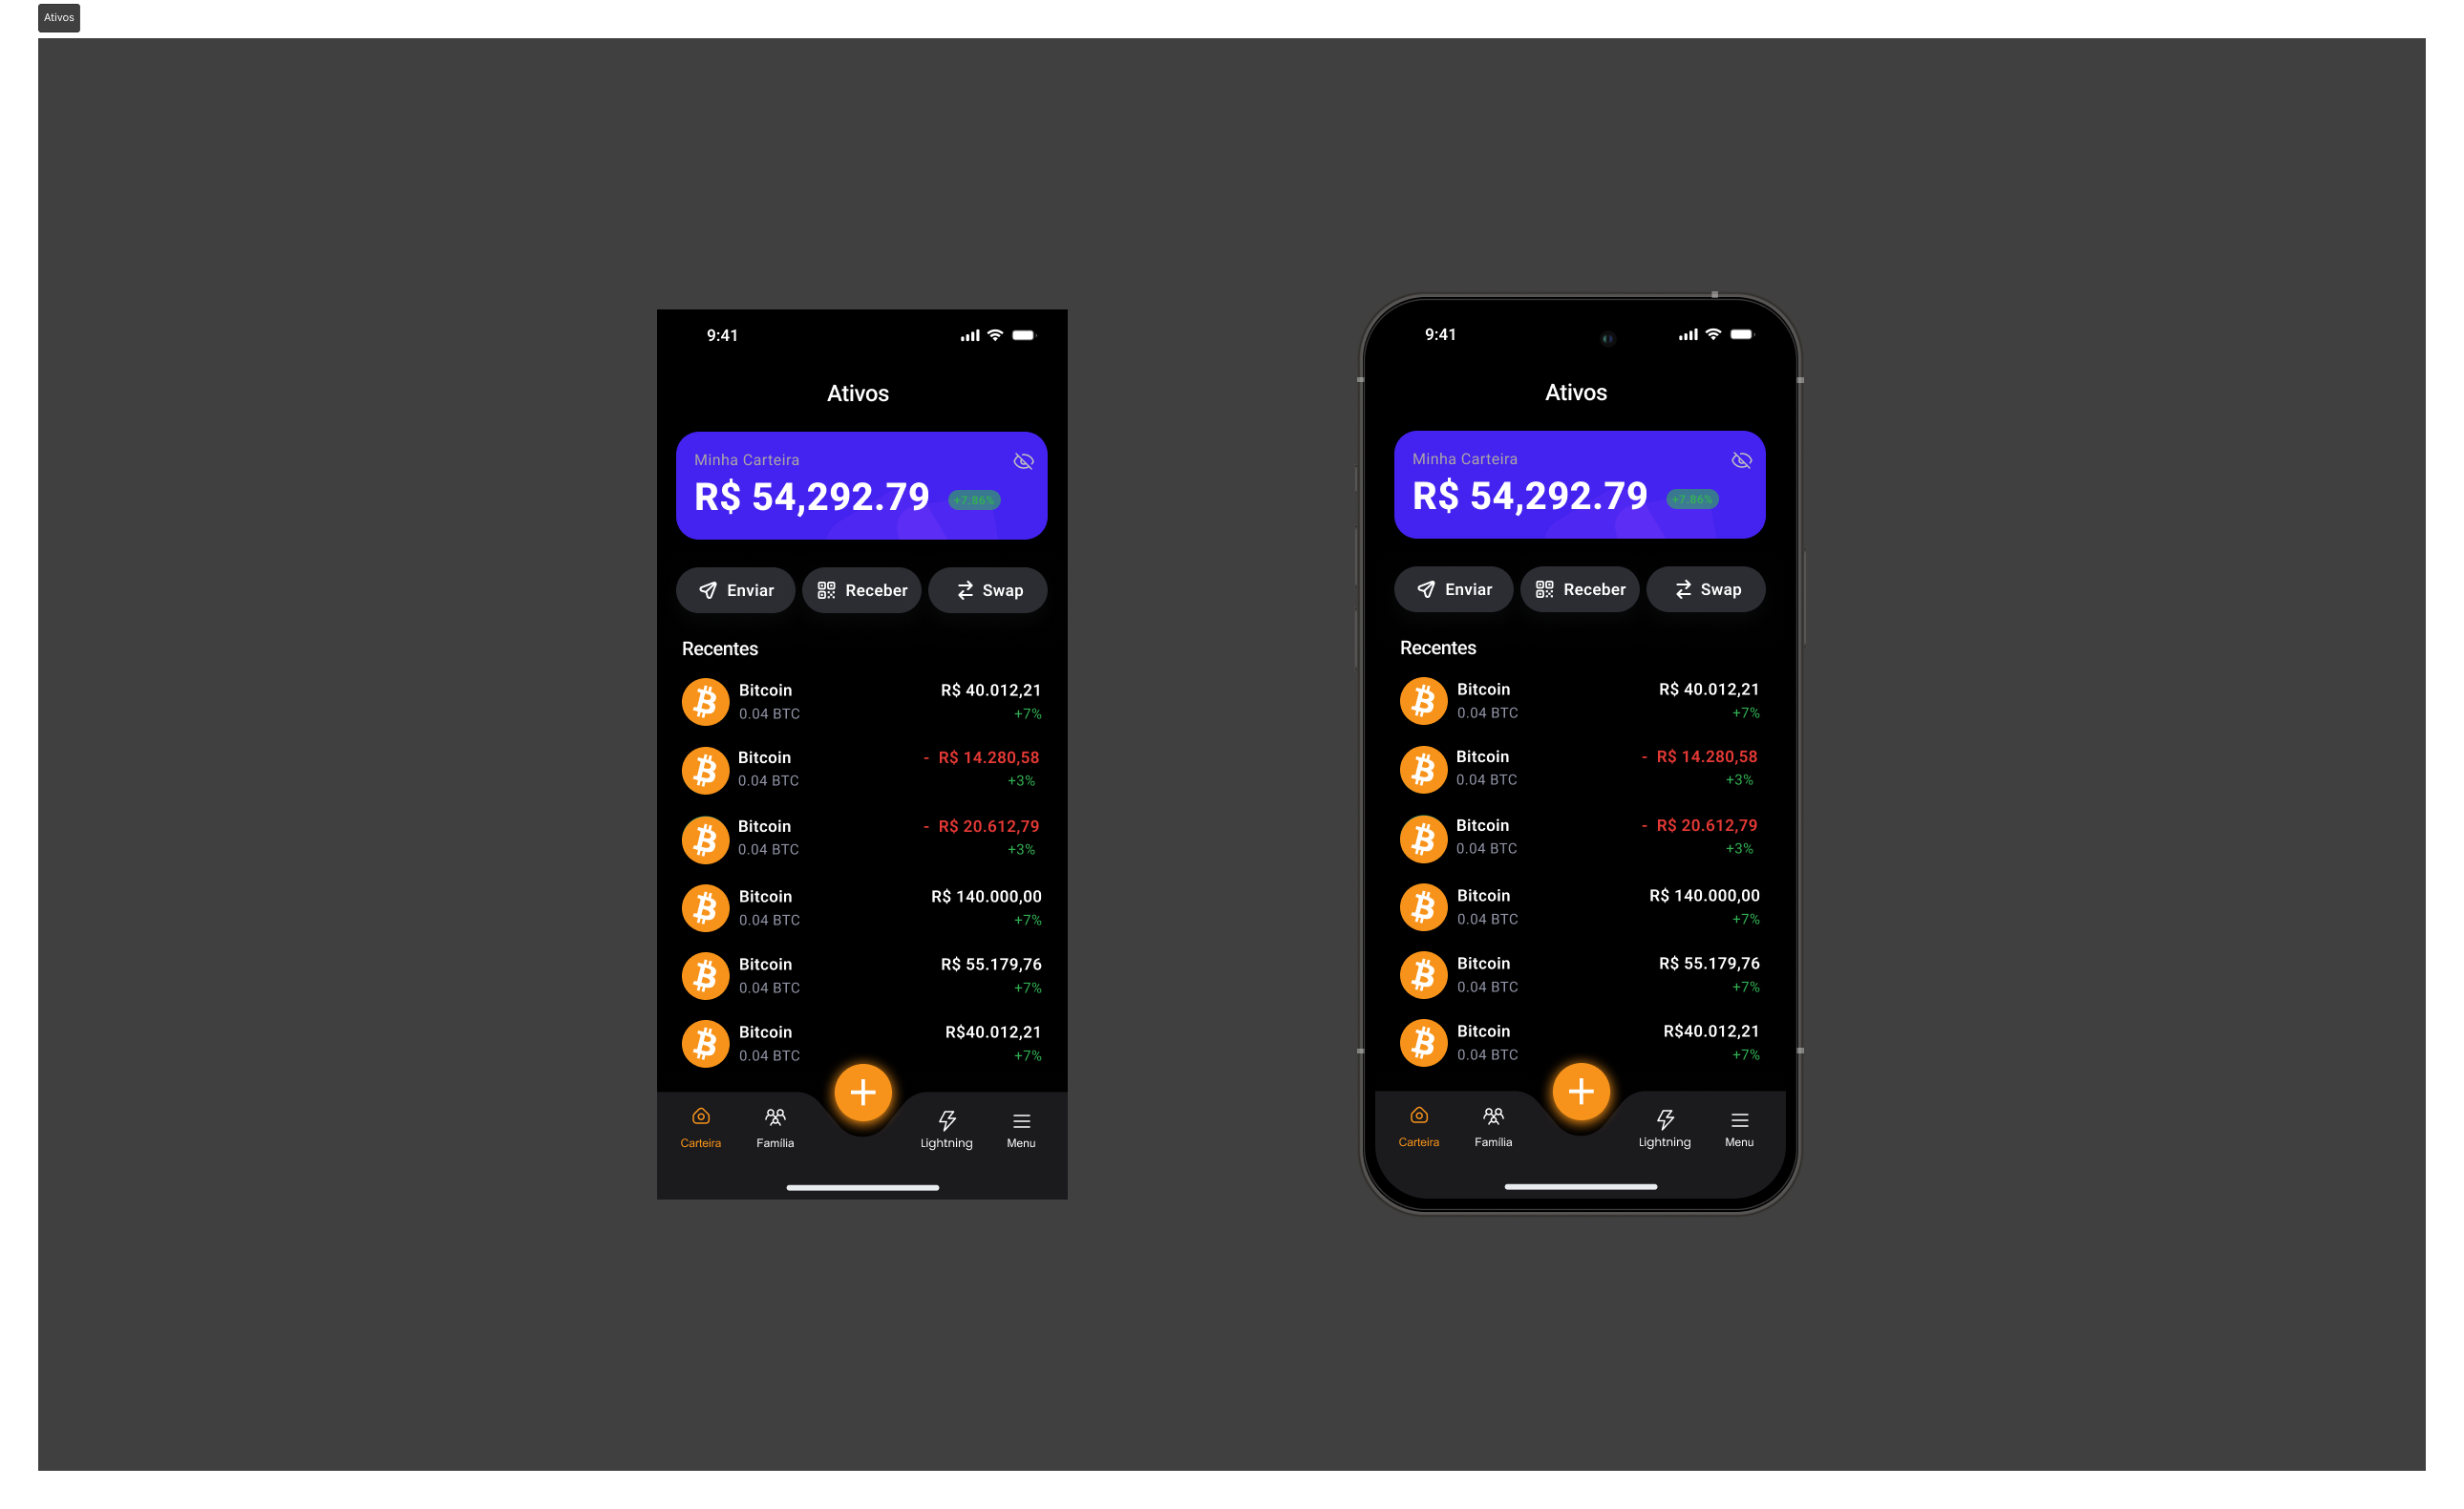 Ativos
9:41
Ativos
Minha Carteira
R$ 54,292.79 +7.86%
Enviar Receber Swap
Recentes
Bitcoin R$ 40.012,21
0.04 BTC +7%
Bitcoin - R$ 14.280,58
0.04 BTC +3%
Bitcoin - R$ 20.612,79
0.04 BTC +3%
Bitcoin R$ 140.000,00
0.04 BTC +7%
Bitcoin R$ 55.179,76
0.04 BTC +7%
Bitcoin R$40.012,21
0.04 BTC +7%
Carteira Família Lightning Menu
9:41
Ativos
Minha Carteira
R$ 54,292.79 +7.86%
Enviar Receber Swap
Recentes
Bitcoin R$ 40.012,21
0.04 BTC +7%
Bitcoin - R$ 14.280,58
0.04 BTC +3%
Bitcoin - R$ 20.612,79
0.04 BTC +3%
Bitcoin R$ 140.000,00
0.04 BTC +7%
Bitcoin R$ 55.179,76
0.04 BTC +7%
Bitcoin R$40.012,21
0.04 BTC +7%
Carteira Família Lightning Menu